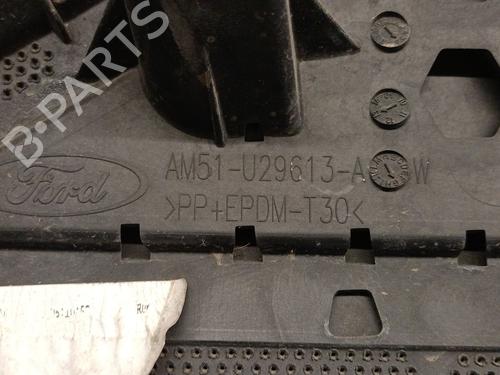 B-PARTS
Ford
AM51-U29613-A W
>PP+EPDM-T30<